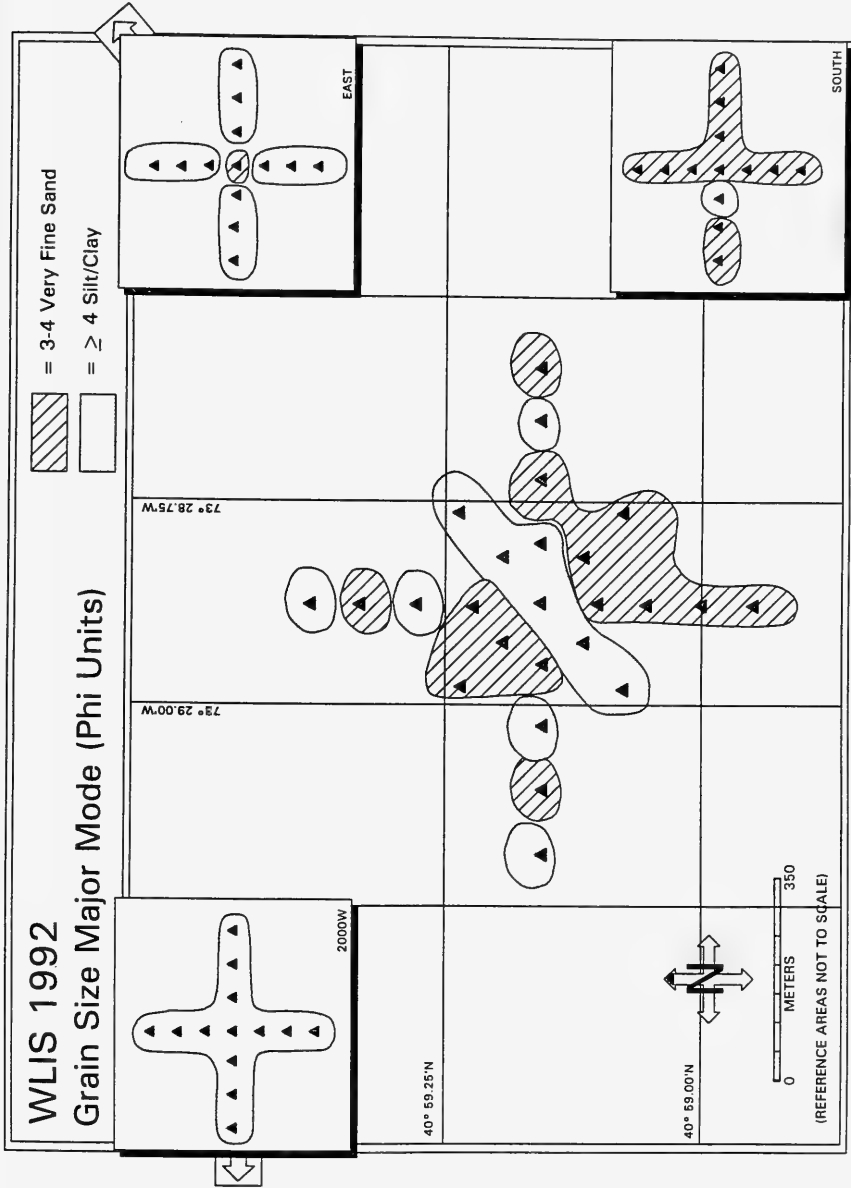 WLIS 1992
Grain Size Major Mode (Phi Units)
= 3-4 Very Fine Sand
= ≥ 4 Silt/Clay
2000W
EAST
SOUTH
73° 29.00'W
73° 28.75'W
40° 59.25'N
40° 59.00'N
N
0 METERS 350
(REFERENCE AREAS NOT TO SCALE)